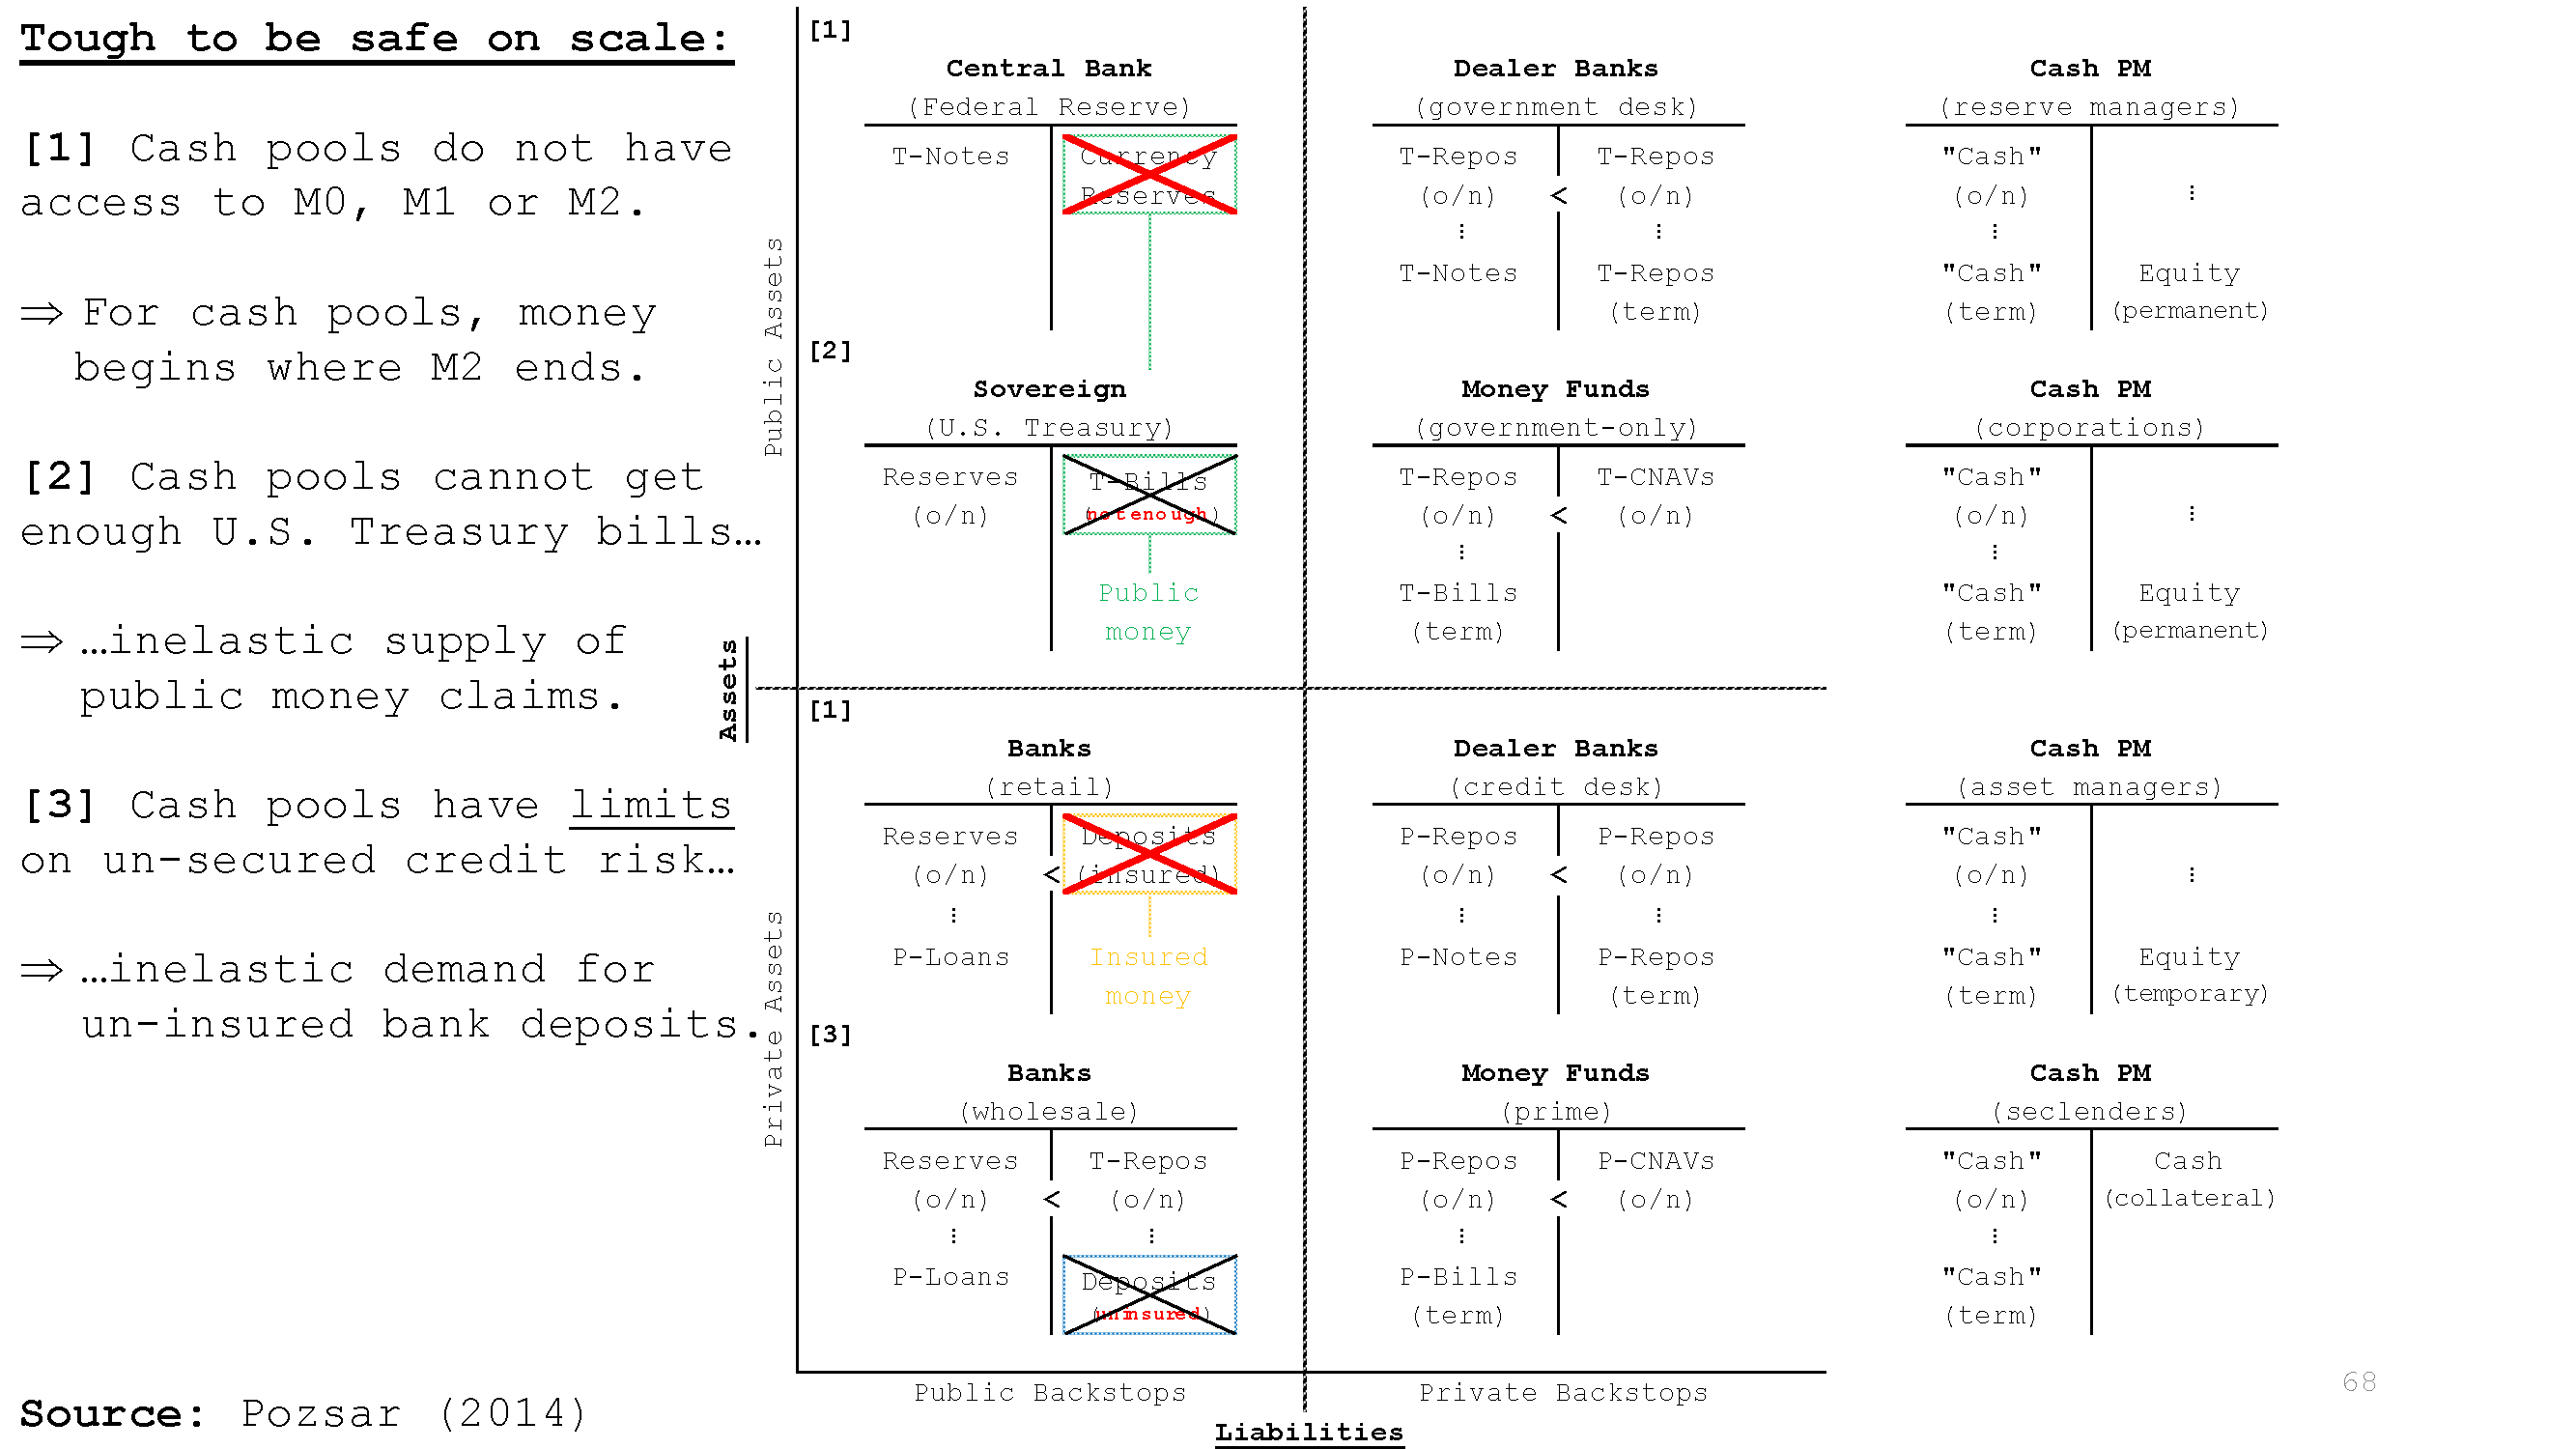 Tough to be safe on scale:
[1] Cash pools do not have
access to M0, M1 or M2.
⇒ For cash pools, money
begins where M2 ends.
[2] Cash pools cannot get
enough U.S. Treasury bills…
⇒ …inelastic supply of
public money claims.
[3] Cash pools have limits
on un-secured credit risk…
⇒ …inelastic demand for
un-insured bank deposits.
Source: Pozsar (2014)
Assets
Public Assets
Private Assets
[1]
Central Bank
(Federal Reserve)
T-Notes
Currency
Reserves
Dealer Banks
(government desk)
T-Repos T-Repos
(o/n) < (o/n)
⋮ ⋮
T-Notes T-Repos
(term)
Cash PM
(reserve managers)
"Cash"
(o/n) ⋮
⋮
"Cash" Equity
(term) (permanent)
[2]
Sovereign
(U.S. Treasury)
Reserves T-Bills
(o/n) (not enough)
Public
money
Money Funds
(government-only)
T-Repos T-CNAVs
(o/n) < (o/n)
⋮
T-Bills
(term)
Cash PM
(corporations)
"Cash"
(o/n) ⋮
⋮
"Cash" Equity
(term) (permanent)
[1]
Banks
(retail)
Reserves Deposits
(o/n) < (insured)
⋮
P-Loans Insured
money
Dealer Banks
(credit desk)
P-Repos P-Repos
(o/n) < (o/n)
⋮ ⋮
P-Notes P-Repos
(term)
Cash PM
(asset managers)
"Cash"
(o/n) ⋮
⋮
"Cash" Equity
(term) (temporary)
[3]
Banks
(wholesale)
Reserves T-Repos
(o/n) < (o/n)
⋮ ⋮
P-Loans Deposits
(uninsured)
Money Funds
(prime)
P-Repos P-CNAVs
(o/n) < (o/n)
⋮
P-Bills
(term)
Cash PM
(seclenders)
"Cash" Cash
(o/n) (collateral)
⋮
"Cash"
(term)
Public Backstops
Private Backstops
Liabilities
68